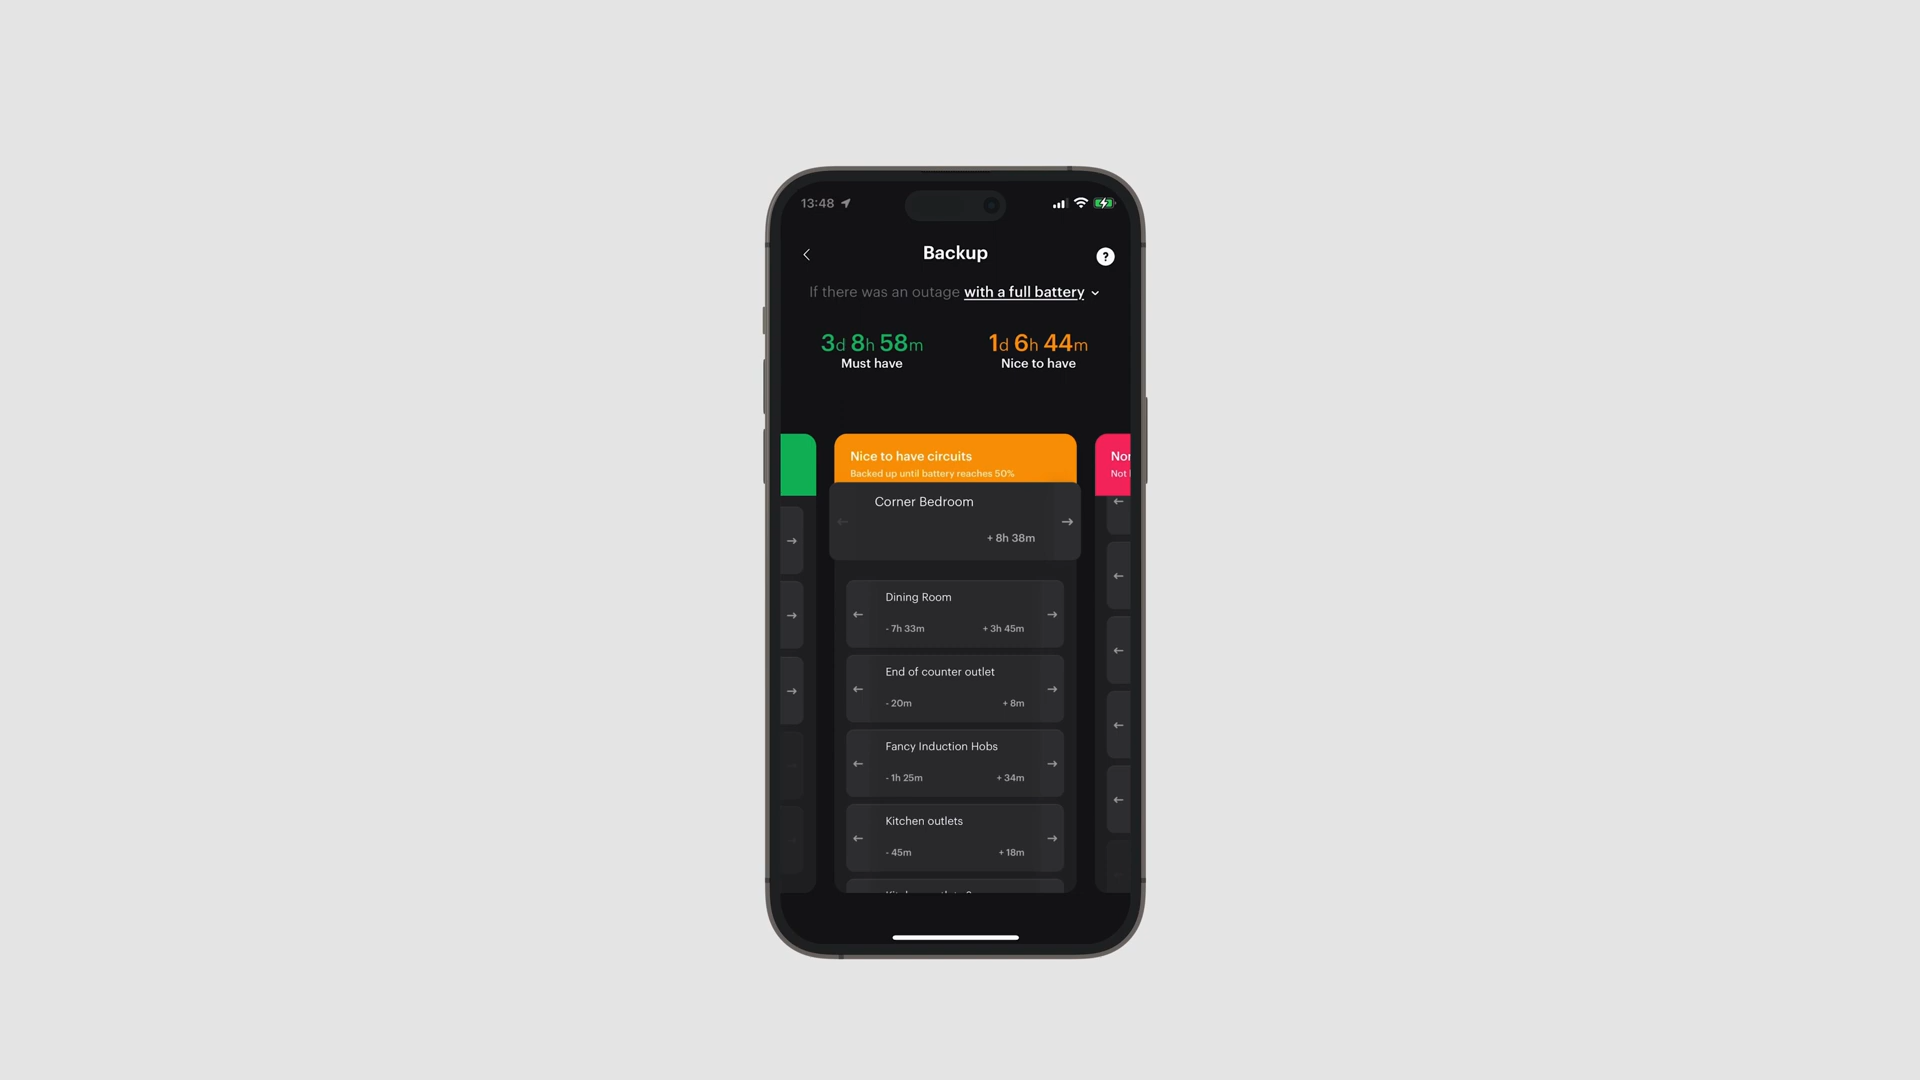 13:48
Backup
?
If there was an outage with a full battery
3d 8h 58m
Must have
1d 6h 44m
Nice to have
Nice to have circuits
Backed up until battery reaches 50%
Corner Bedroom
+ 8h 38m
Dining Room
- 7h 33m
+ 3h 45m
End of counter outlet
- 20m
+ 8m
Fancy Induction Hobs
- 1h 25m
+ 34m
Kitchen outlets
- 45m
+ 18m
Not